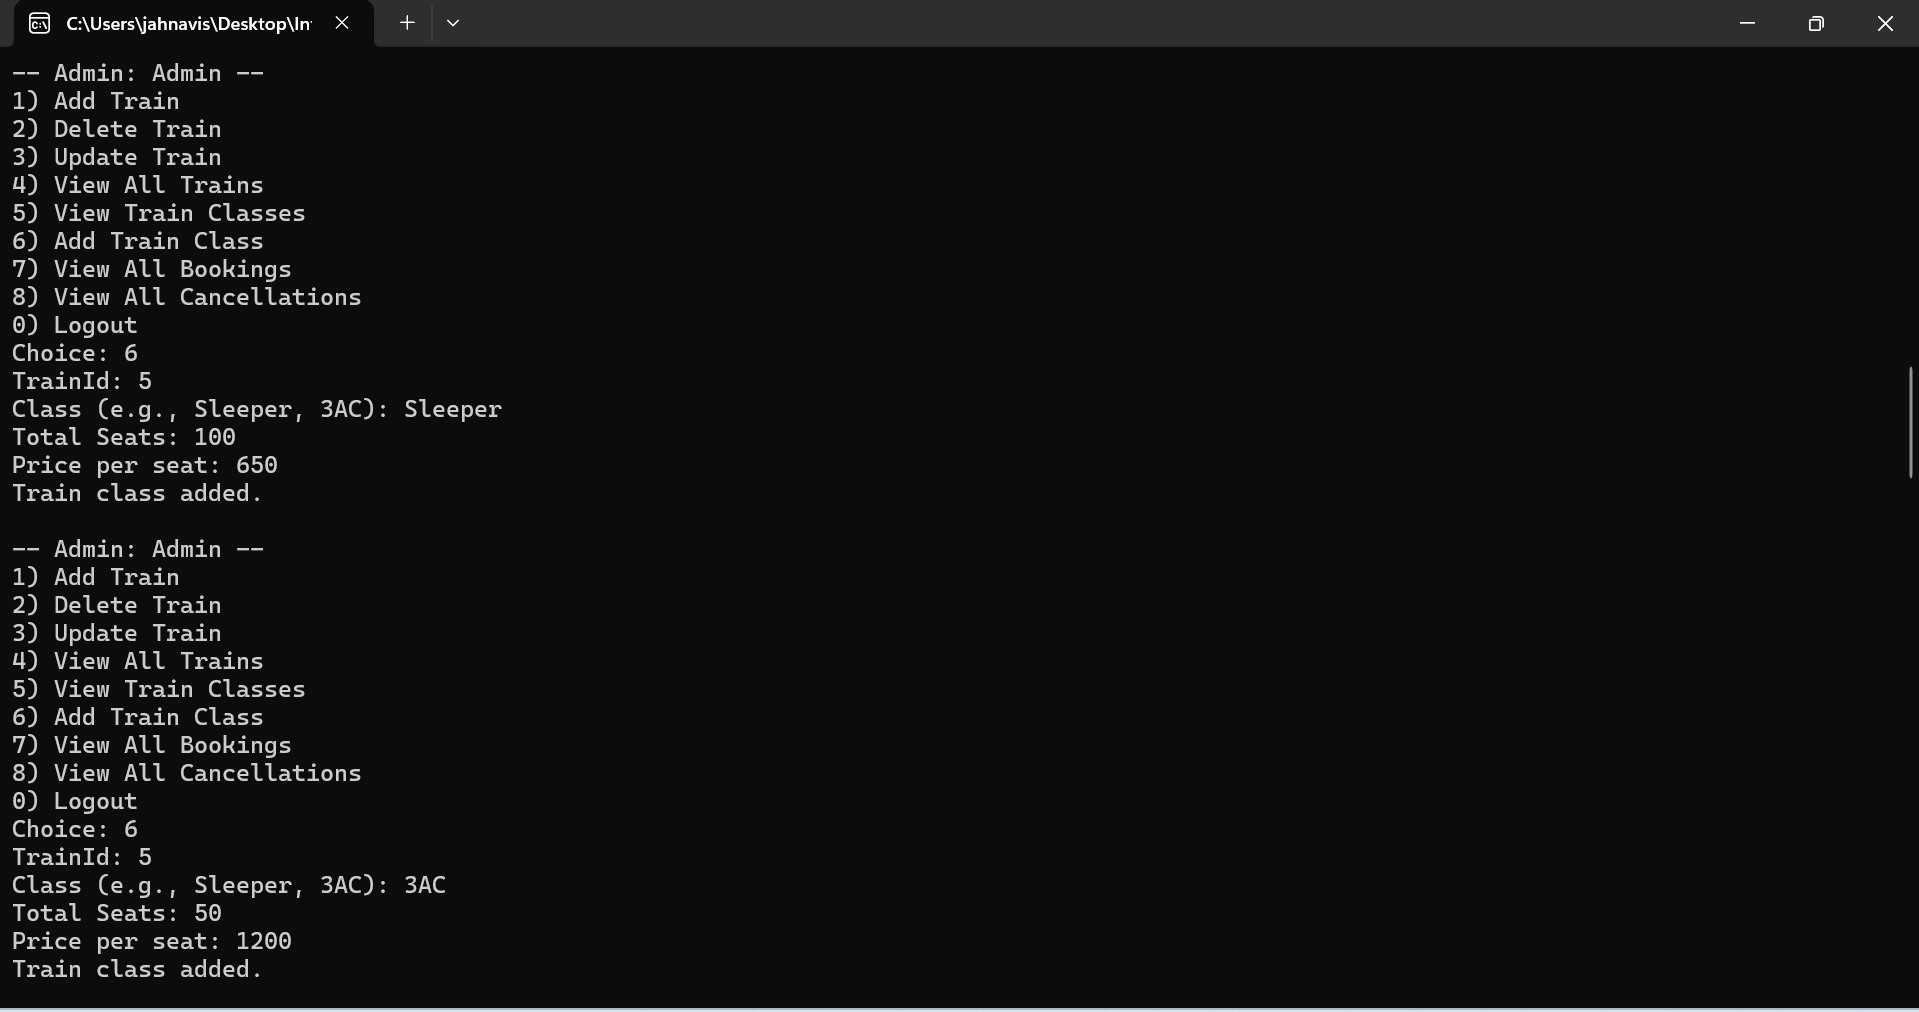 C:\Users\jahnavis\Desktop\In
-- Admin: Admin --
1) Add Train
2) Delete Train
3) Update Train
4) View All Trains
5) View Train Classes
6) Add Train Class
7) View All Bookings
8) View All Cancellations
0) Logout
Choice: 6
TrainId: 5
Class (e.g., Sleeper, 3AC): Sleeper
Total Seats: 100
Price per seat: 650
Train class added.
-- Admin: Admin --
1) Add Train
2) Delete Train
3) Update Train
4) View All Trains
5) View Train Classes
6) Add Train Class
7) View All Bookings
8) View All Cancellations
0) Logout
Choice: 6
TrainId: 5
Class (e.g., Sleeper, 3AC): 3AC
Total Seats: 50
Price per seat: 1200
Train class added.